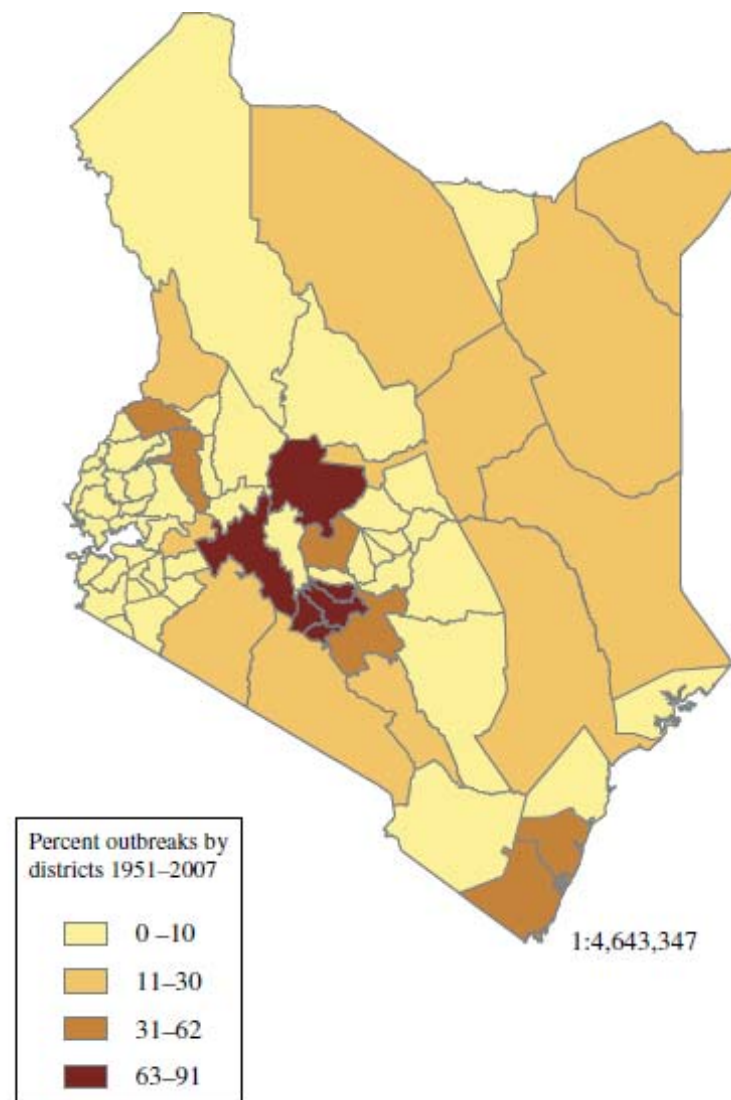 Percent outbreaks by
districts 1951–2007
0 –10
11–30
31–62
63–91
1:4,643,347